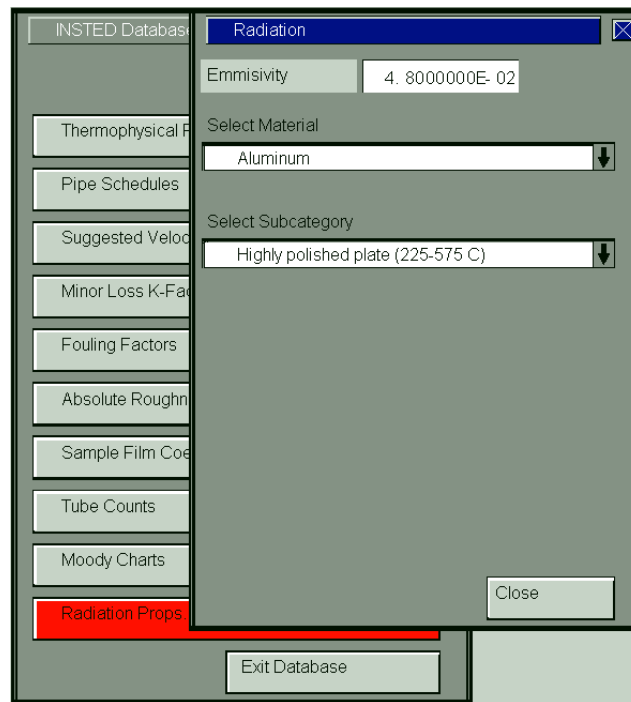 INSTED Database
Radiation
Emmisivity
4. 8000000E- 02
Select Material
Aluminum
Select Subcategory
Highly polished plate (225-575 C)
Close
Thermophysical P
Pipe Schedules
Suggested Veloc
Minor Loss K-Fac
Fouling Factors
Absolute Roughn
Sample Film Coe
Tube Counts
Moody Charts
Radiation Props.
Exit Database